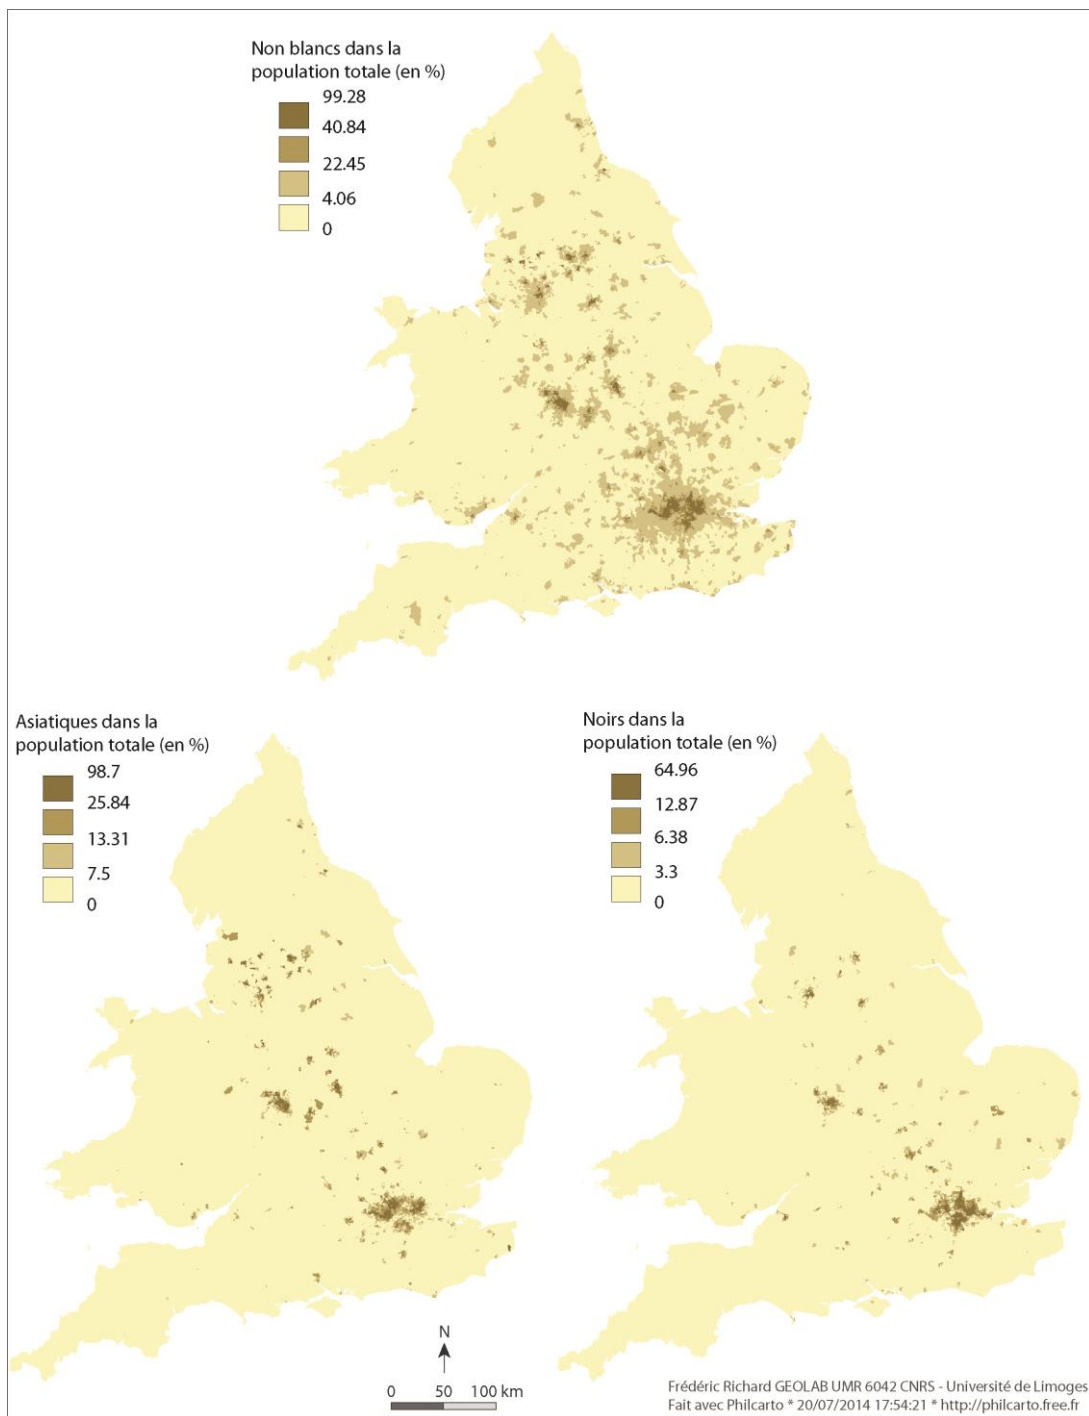 Non blancs dans la
population totale (en %)
99.28
40.84
22.45
4.06
0
Asiatiques dans la
population totale (en %)
98.7
25.84
13.31
7.5
0
Noirs dans la
population totale (en %)
64.96
12.87
6.38
3.3
0
N
0 50 100 km
Frédéric Richard GEOLAB UMR 6042 CNRS - Université de Limoges
Fait avec Philcarto * 20/07/2014 17:54:21 * http://philcarto.free.fr